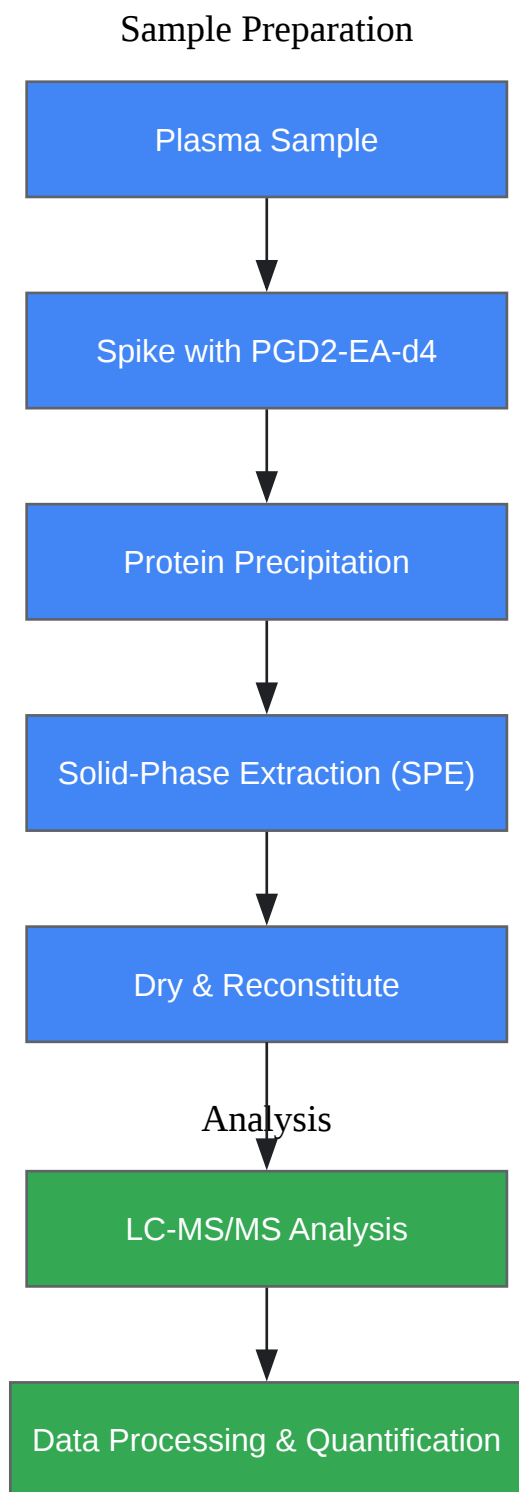 Sample Preparation
Plasma Sample
Spike with PGD2-EA-d4
Protein Precipitation
Solid-Phase Extraction (SPE)
Dry & Reconstitute
Analysis
LC-MS/MS Analysis
Data Processing & Quantification